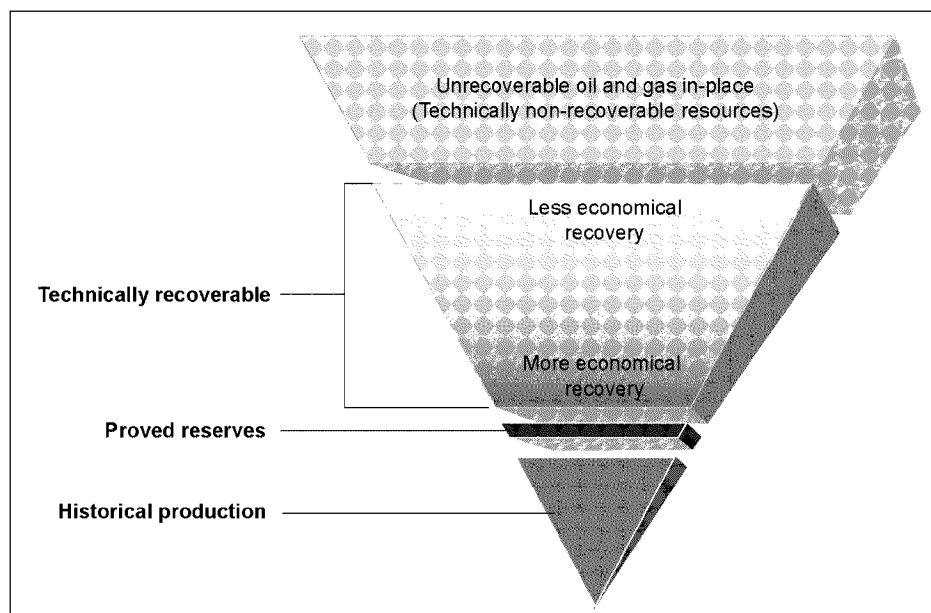 Unrecoverable oil and gas in-place
(Technically non-recoverable resources)
Less economical
recovery
Technically recoverable
More economical
recovery
Proved reserves
Historical production